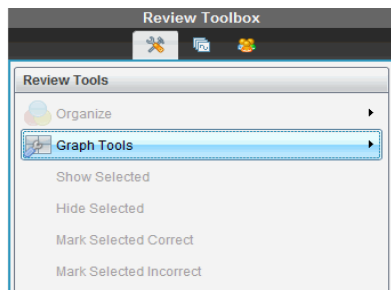 Review Toolbox
Review Tools
Organize
Graph Tools
Show Selected
Hide Selected
Mark Selected Correct
Mark Selected Incorrect